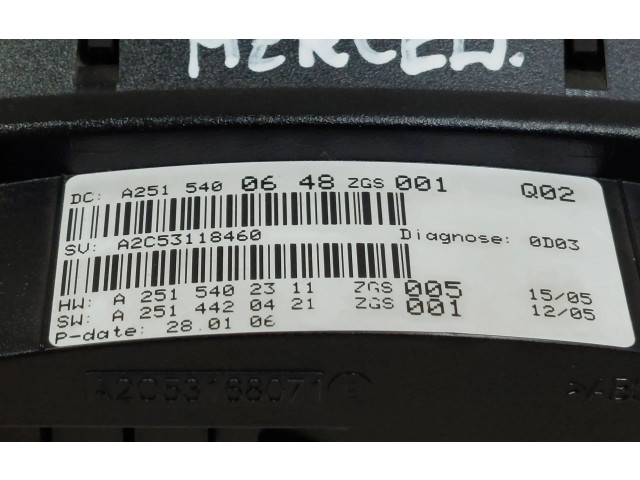 MERCED.
DC: A251 540 06 48 ZGS 001 Q02
SV: A2C53118460 Diagnose: 0D03
HW: A 251 540 23 11 ZGS 005 15/05
SW: A 251 442 04 21 ZGS 001 12/05
P-date: 28.01.06
A2C53188071